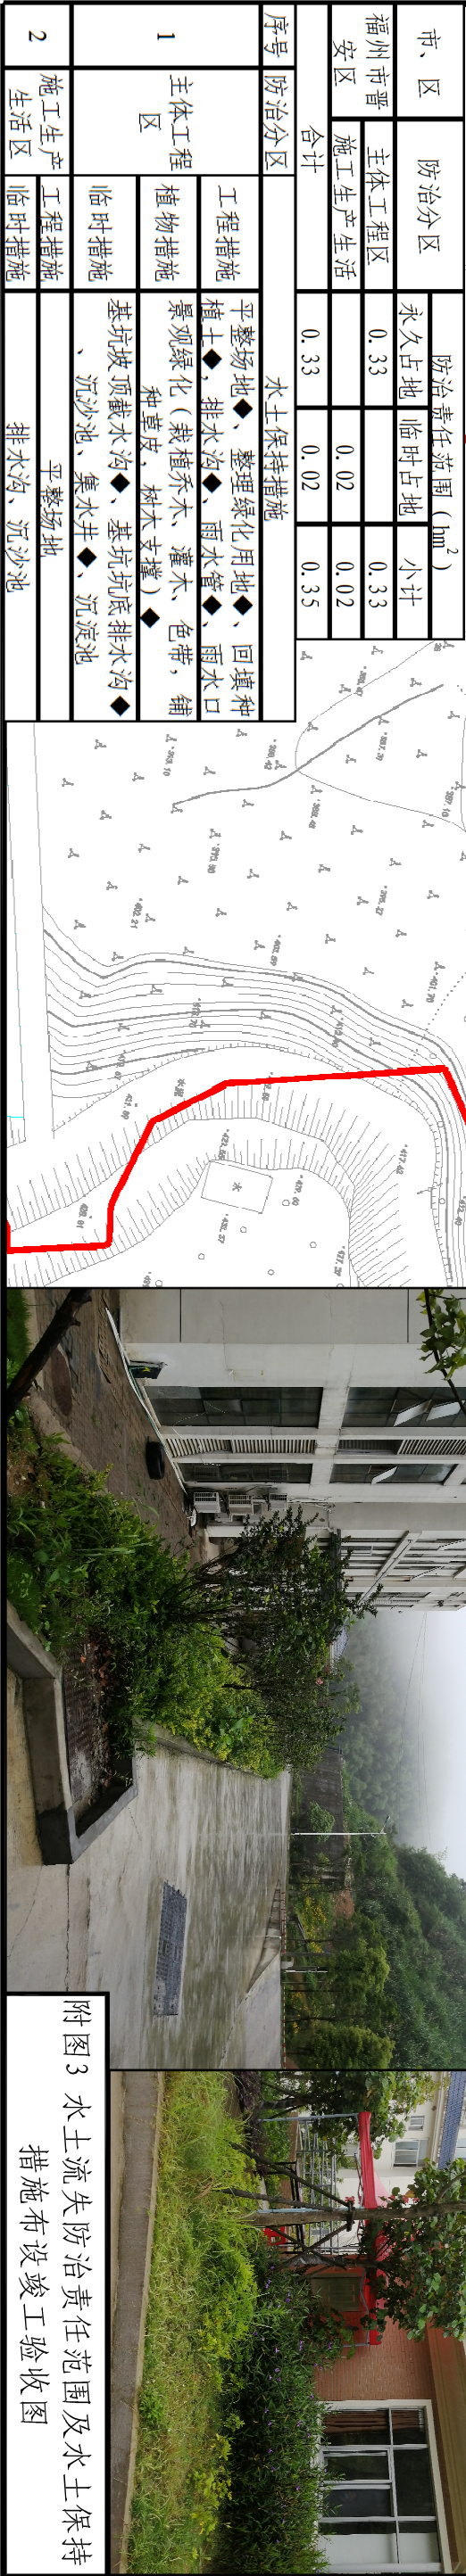 市、区 防治分区 防治责任范围（hm²）
永久占地 临时占地 小计
福州市晋安区 主体工程区 0.33 0.33
施工生产生活 0.02 0.02
合计 0.33 0.02 0.35
序号 防治分区 水土保持措施
1 主体工程区 工程措施 平整场地◆、整理绿化用地◆、回填种
植土◆，排水沟◆、雨水管◆、雨水口
植物措施 景观绿化（栽植乔木、灌木、色带，铺
种草皮，树木支撑）◆
临时措施 基坑坡顶截水沟◆、基坑坑底排水沟◆
、沉沙池、集水井◆、沉淀池
2 施工生产生活区 工程措施 平整场地
临时措施 排水沟、沉沙池
水
附图3 水土流失防治责任范围及水土保持
措施布设竣工验收图